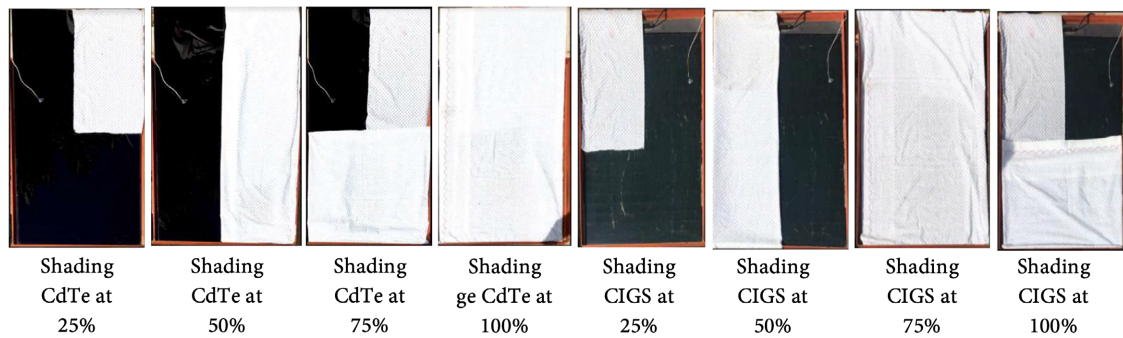 Shading
CdTe at
25%
Shading
CdTe at
50%
Shading
CdTe at
75%
Shading
ge CdTe at
100%
Shading
CIGS at
25%
Shading
CIGS at
50%
Shading
CIGS at
75%
Shading
CIGS at
100%